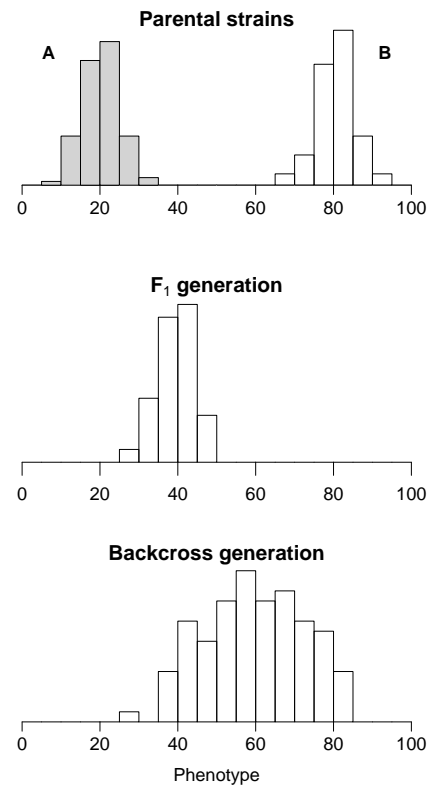 Parental strains
A B
0 20 40 60 80 100
F₁ generation
0 20 40 60 80 100
Backcross generation
0 20 40 60 80 100
Phenotype